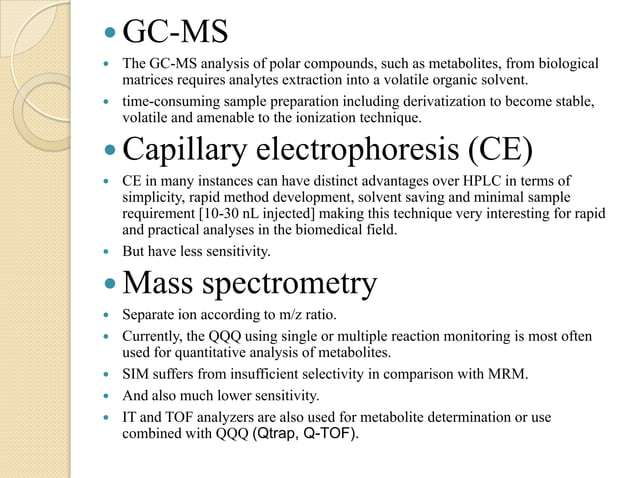 GC-MS
The GC-MS analysis of polar compounds, such as metabolites, from biological
matrices requires analytes extraction into a volatile organic solvent.
time-consuming sample preparation including derivatization to become stable,
volatile and amenable to the ionization technique.
Capillary electrophoresis (CE)
CE in many instances can have distinct advantages over HPLC in terms of
simplicity, rapid method development, solvent saving and minimal sample
requirement [10-30 nL injected] making this technique very interesting for rapid
and practical analyses in the biomedical field.
But have less sensitivity.
Mass spectrometry
Separate ion according to m/z ratio.
Currently, the QQQ using single or multiple reaction monitoring is most often
used for quantitative analysis of metabolites.
SIM suffers from insufficient selectivity in comparison with MRM.
And also much lower sensitivity.
IT and TOF analyzers are also used for metabolite determination or use
combined with QQQ (Qtrap, Q-TOF).